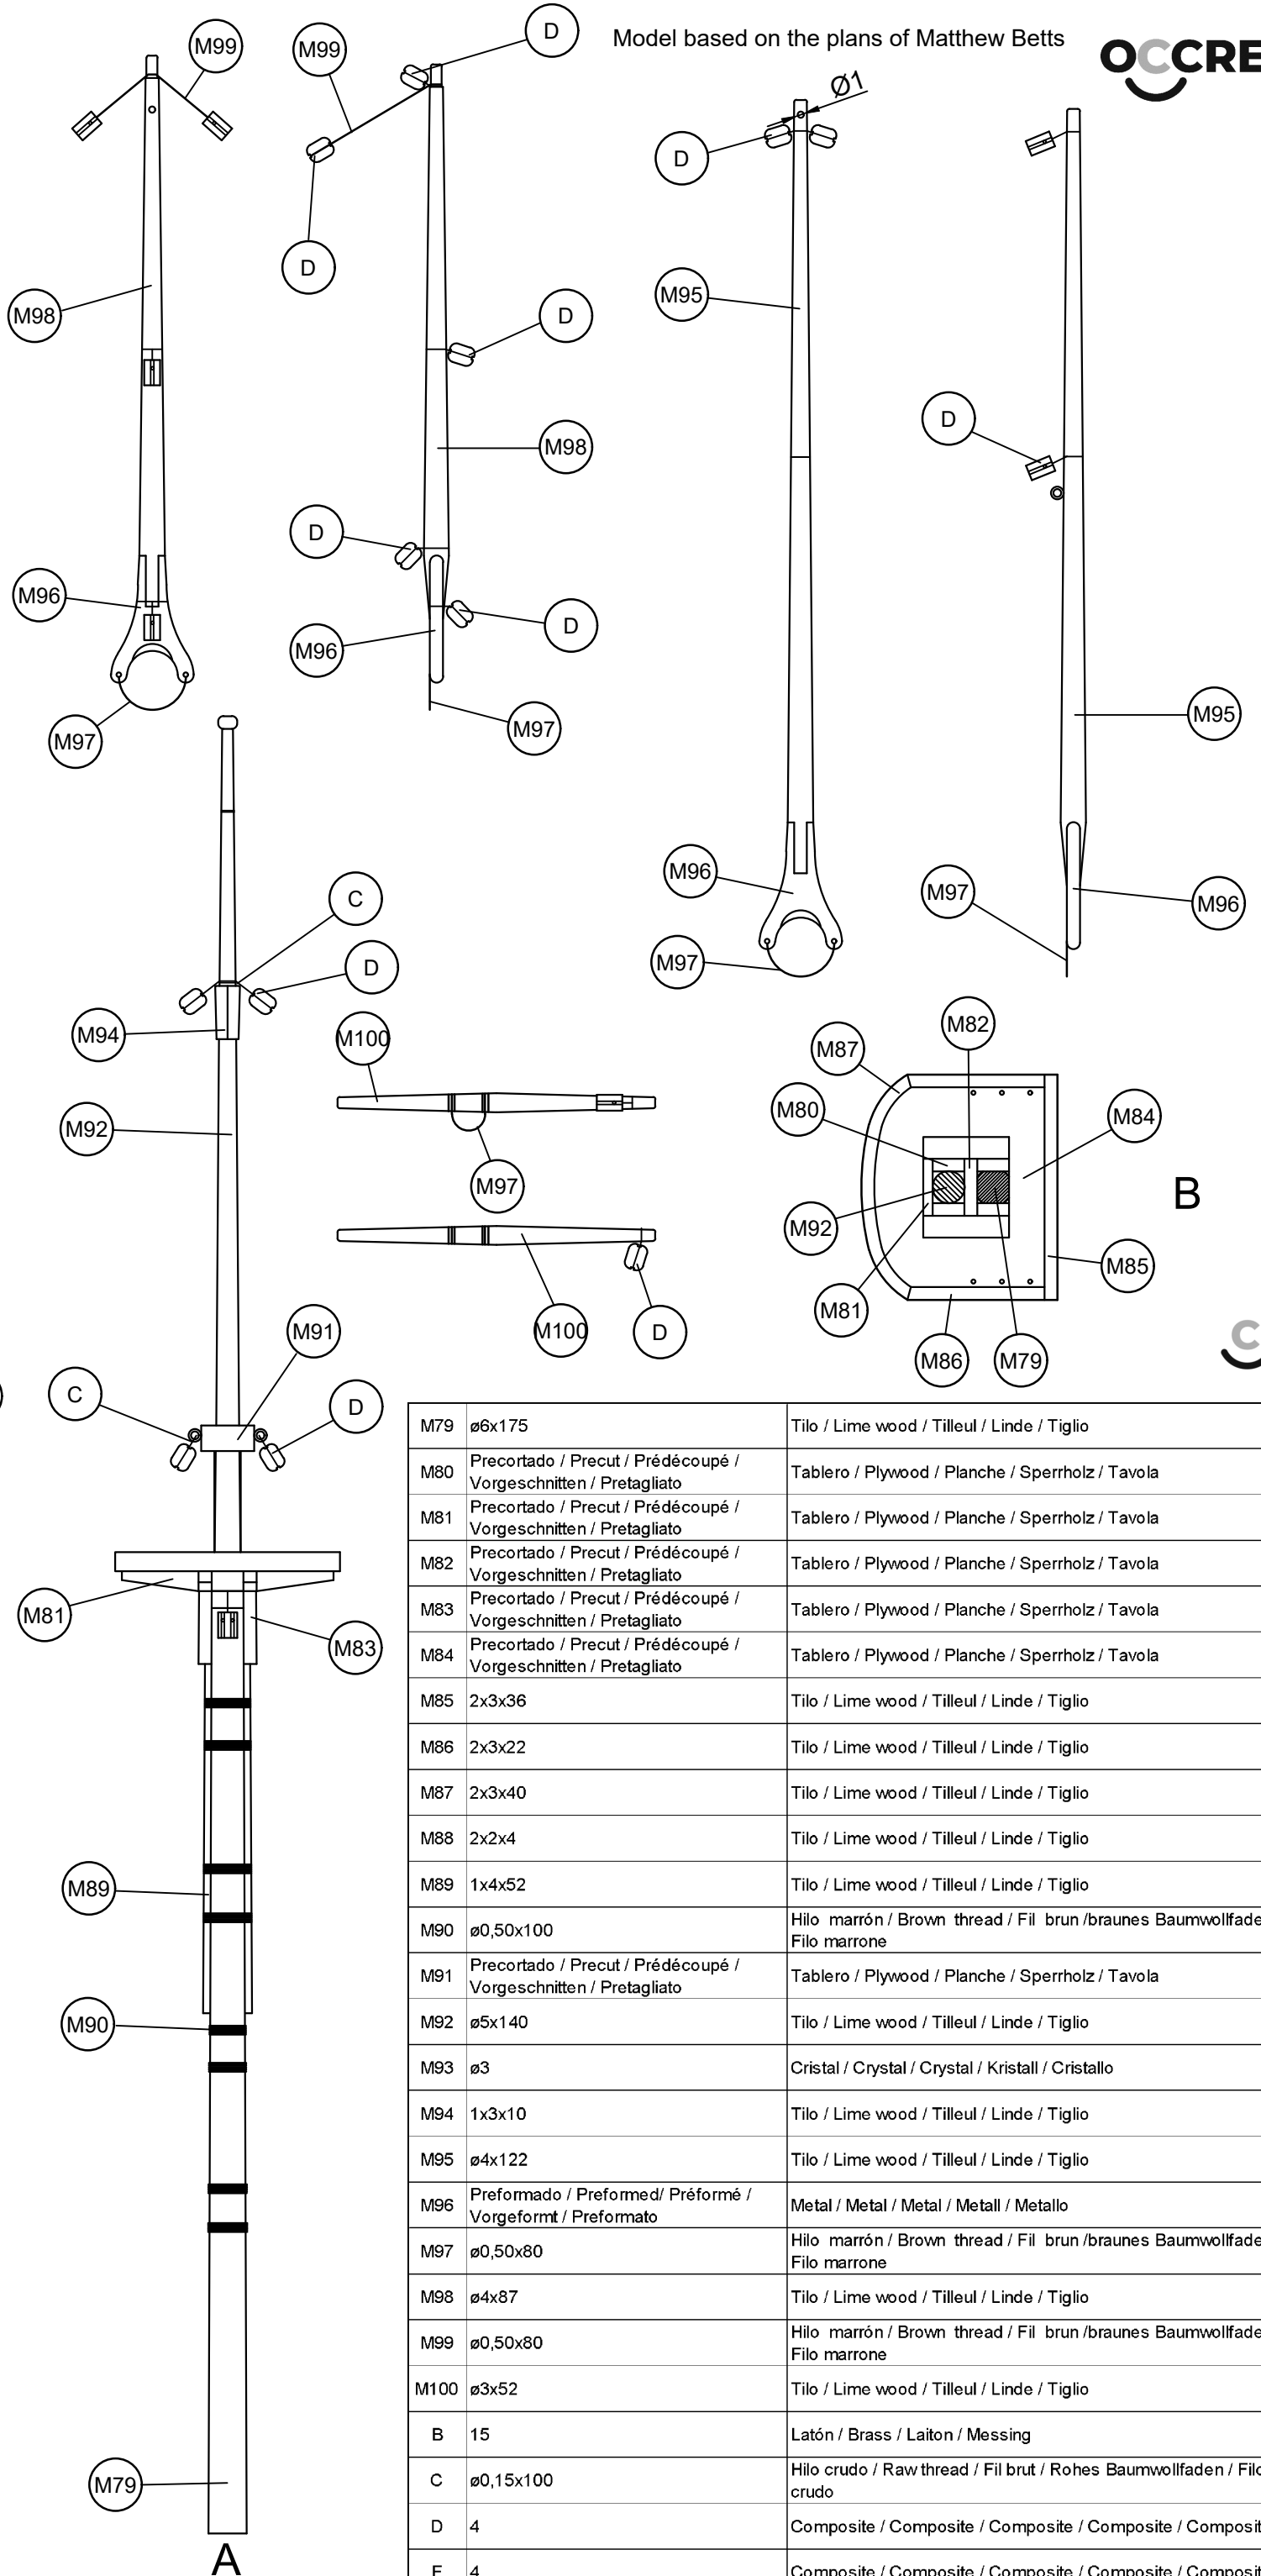 Model based on the plans of Matthew Betts
OCCRE
M99
M99
D
Ø1
D
D
M98
M95
D
D
M98
D
M96
D
M96
M97
M97
M95
M96
M97
M96
M97
C
D
M94
M92
M100
M97
M100
D
M82
M87
M80
M84
M92
B
M85
M81
M86
M79
M91
C
D
M81
M83
M89
M90
M79
A
M79 ø6x175 Tilo / Lime wood / Tilleul / Linde / Tiglio
M80 Precortado / Precut / Prédécoupé /
Vorgeschnitten / Pretagliato
Tablero / Plywood / Planche / Sperrholz / Tavola
M81 Precortado / Precut / Prédécoupé /
Vorgeschnitten / Pretagliato
Tablero / Plywood / Planche / Sperrholz / Tavola
M82 Precortado / Precut / Prédécoupé /
Vorgeschnitten / Pretagliato
Tablero / Plywood / Planche / Sperrholz / Tavola
M83 Precortado / Precut / Prédécoupé /
Vorgeschnitten / Pretagliato
Tablero / Plywood / Planche / Sperrholz / Tavola
M84 Precortado / Precut / Prédécoupé /
Vorgeschnitten / Pretagliato
Tablero / Plywood / Planche / Sperrholz / Tavola
M85 2x3x36 Tilo / Lime wood / Tilleul / Linde / Tiglio
M86 2x3x22 Tilo / Lime wood / Tilleul / Linde / Tiglio
M87 2x3x40 Tilo / Lime wood / Tilleul / Linde / Tiglio
M88 2x2x4 Tilo / Lime wood / Tilleul / Linde / Tiglio
M89 1x4x52 Tilo / Lime wood / Tilleul / Linde / Tiglio
M90 ø0,50x100 Hilo marrón / Brown thread / Fil brun /braunes Baumwollfade
Filo marrone
M91 Precortado / Precut / Prédécoupé /
Vorgeschnitten / Pretagliato
Tablero / Plywood / Planche / Sperrholz / Tavola
M92 ø5x140 Tilo / Lime wood / Tilleul / Linde / Tiglio
M93 ø3 Cristal / Crystal / Crystal / Kristall / Cristallo
M94 1x3x10 Tilo / Lime wood / Tilleul / Linde / Tiglio
M95 ø4x122 Tilo / Lime wood / Tilleul / Linde / Tiglio
M96 Preformado / Preformed/ Préformé /
Vorgeformt / Preformato
Metal / Metal / Metal / Metall / Metallo
M97 ø0,50x80 Hilo marrón / Brown thread / Fil brun /braunes Baumwollfade
Filo marrone
M98 ø4x87 Tilo / Lime wood / Tilleul / Linde / Tiglio
M99 ø0,50x80 Hilo marrón / Brown thread / Fil brun /braunes Baumwollfade
Filo marrone
M100 ø3x52 Tilo / Lime wood / Tilleul / Linde / Tiglio
B 15 Latón / Brass / Laiton / Messing
C ø0,15x100 Hilo crudo / Raw thread / Fil brut / Rohes Baumwollfaden / Filo
crudo
D 4 Composite / Composite / Composite / Composite / Composit
4 Composite / Composite / Composite / Composite / Composit